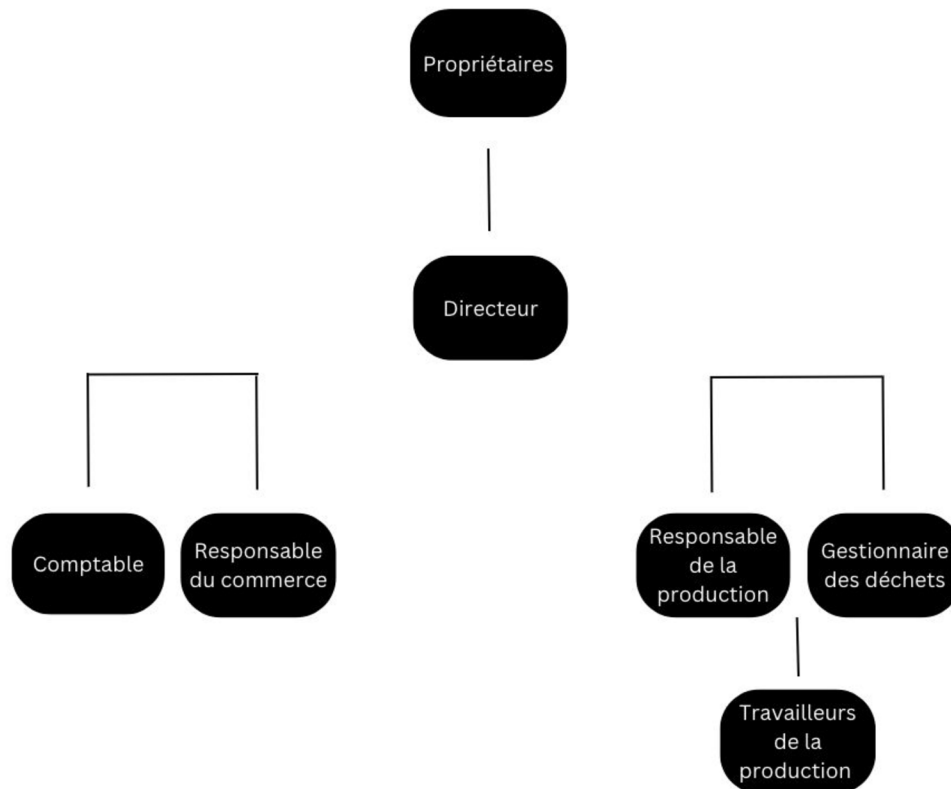 Propriétaires
Directeur
Comptable
Responsable
du commerce
Responsable
de la
production
Gestionnaire
des déchets
Travailleurs
de la
production